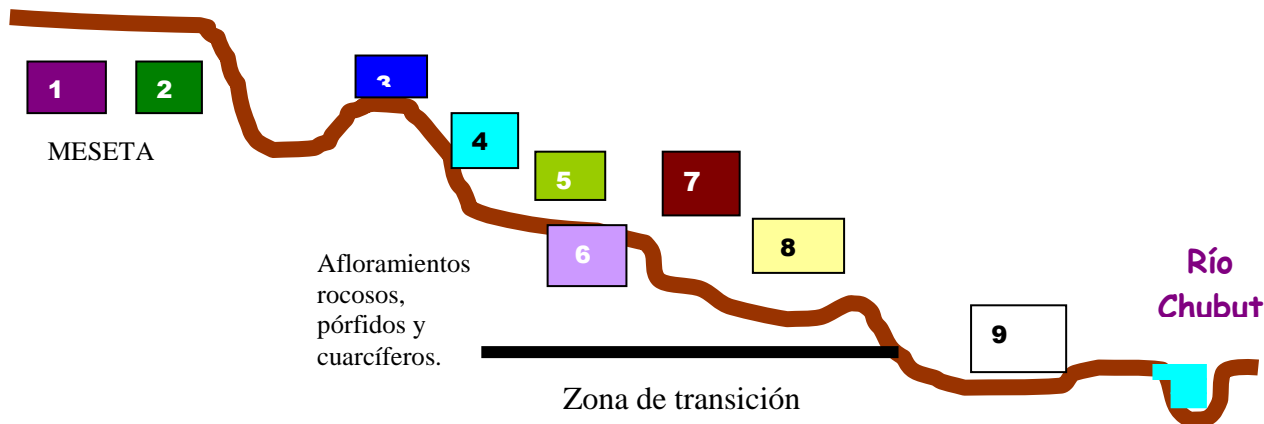 1
2
3
MESETA
4
5
7
6
8
Afloramientos
rocosos,
pórfidos y
cuarcíferos.
Río
Chubut
9
Zona de transición